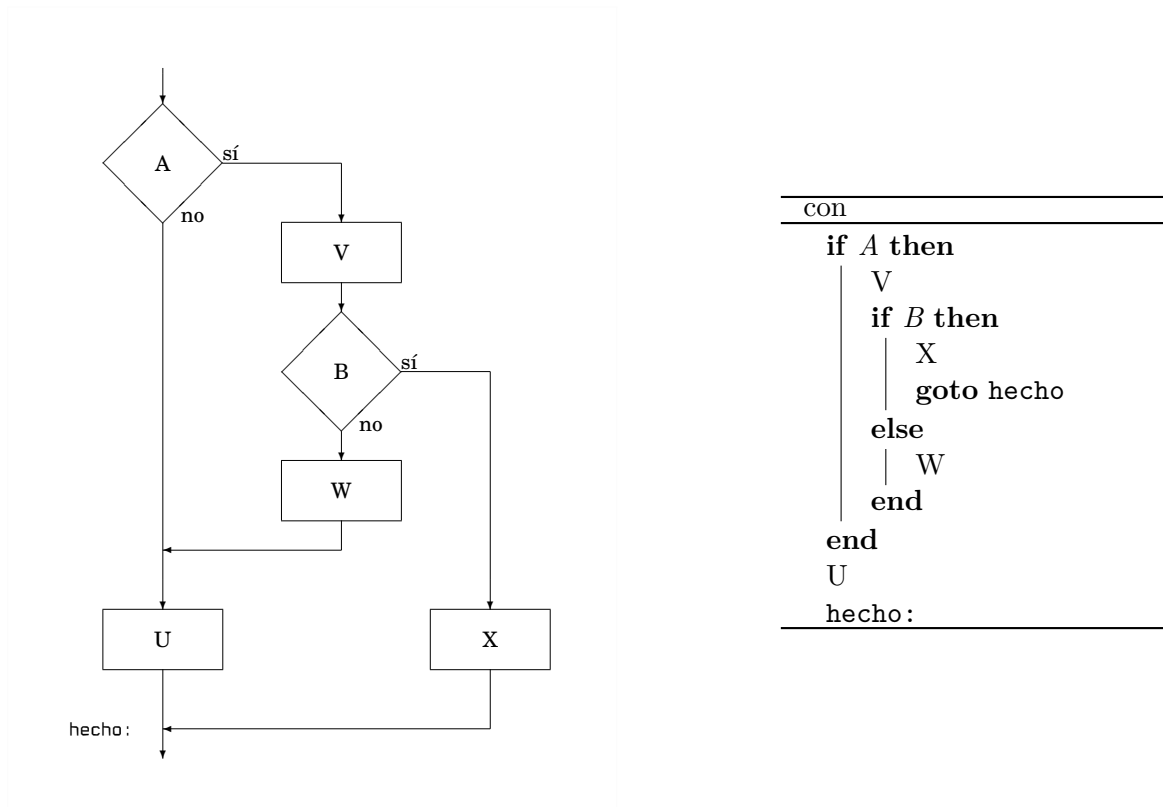 A
sí
no
V
B
sí
no
W
U
X
hecho:
con
if A then
V
if B then
X
goto hecho
else
W
end
end
U
hecho: